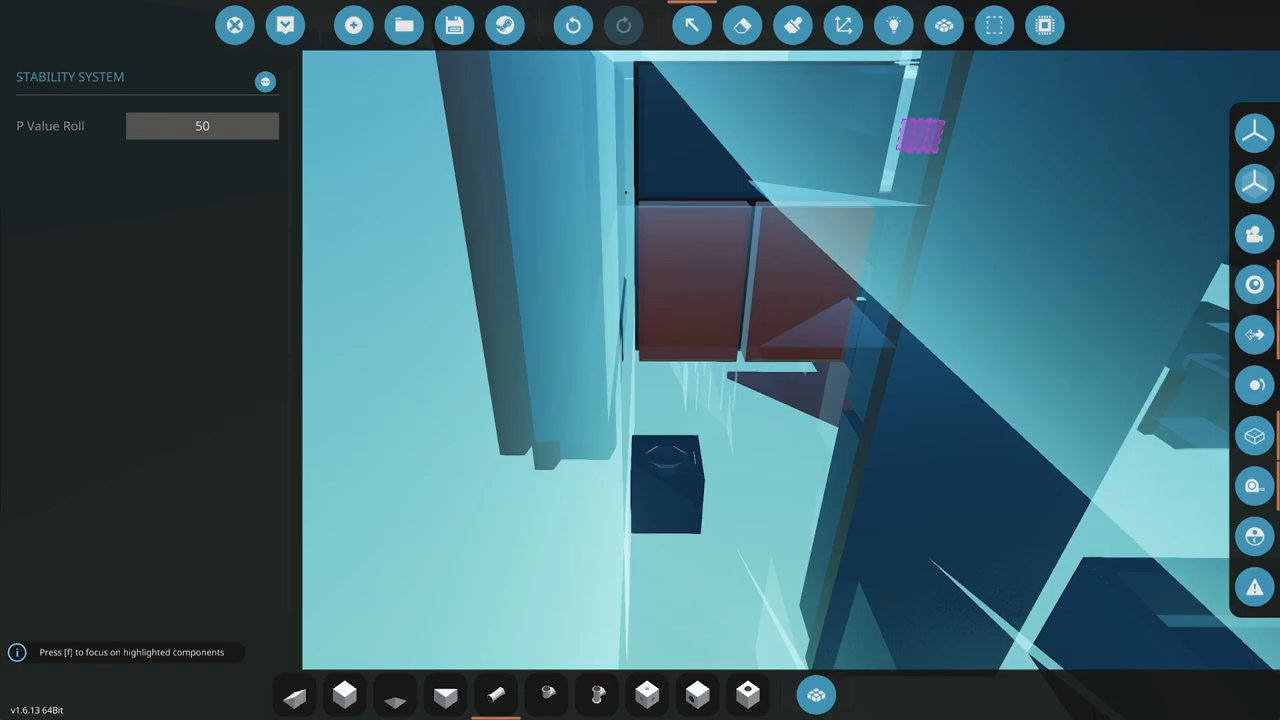 STABILITY SYSTEM
P Value Roll
50
Press [f] to focus on highlighted components
v1.6.13 64Bit